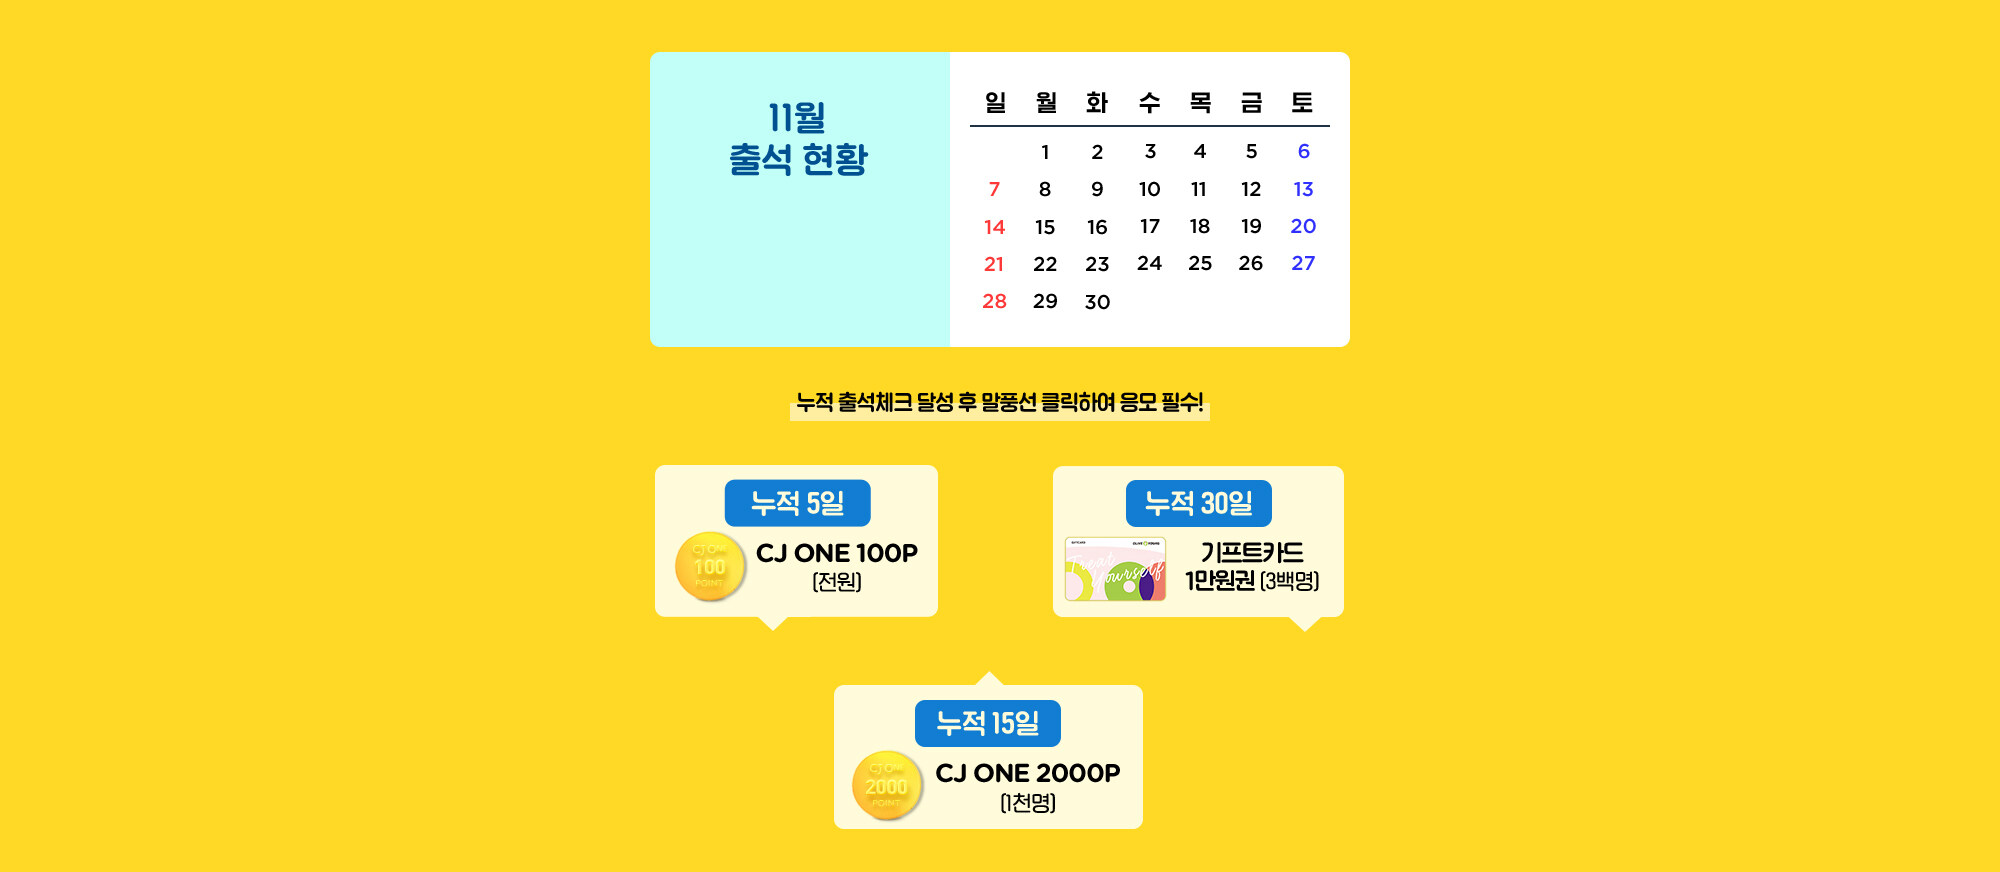 11월
출석 현황
일 월 화 수 목 금 토
1 2 3 4 5 6
7 8 9 10 11 12 13
14 15 16 17 18 19 20
21 22 23 24 25 26 27
28 29 30
누적 출석체크 달성 후 말풍선 클릭하여 응모 필수!
누적 5일
CJ ONE
100
POINT
CJ ONE 100P
(전원)
누적 30일
GIFTCARD
OLIVE YOUNG
Treat
Yourself
기프트카드
1만원권 (3백명)
누적 15일
CJ ONE
2000
POINT
CJ ONE 2000P
(1천명)